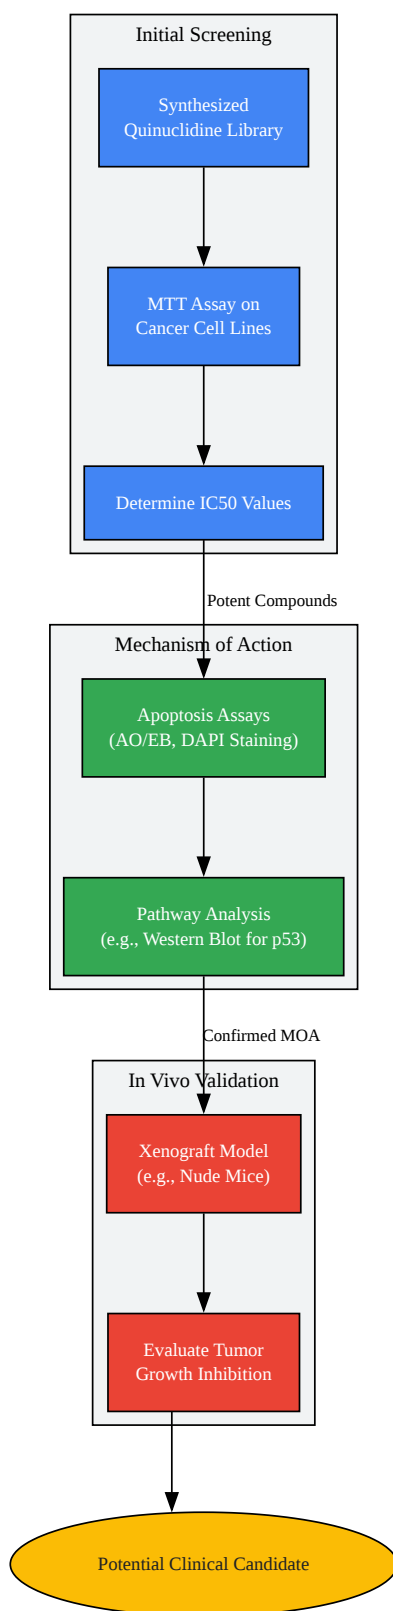 Initial Screening
Synthesized
Quinuclidine Library
MTT Assay on
Cancer Cell Lines
Determine IC50 Values
Potent Compounds
Mechanism of Action
Apoptosis Assays
(AO/EB, DAPI Staining)
Pathway Analysis
(e.g., Western Blot for p53)
Confirmed MOA
In Vivo Validation
Xenograft Model
(e.g., Nude Mice)
Evaluate Tumor
Growth Inhibition
Potential Clinical Candidate